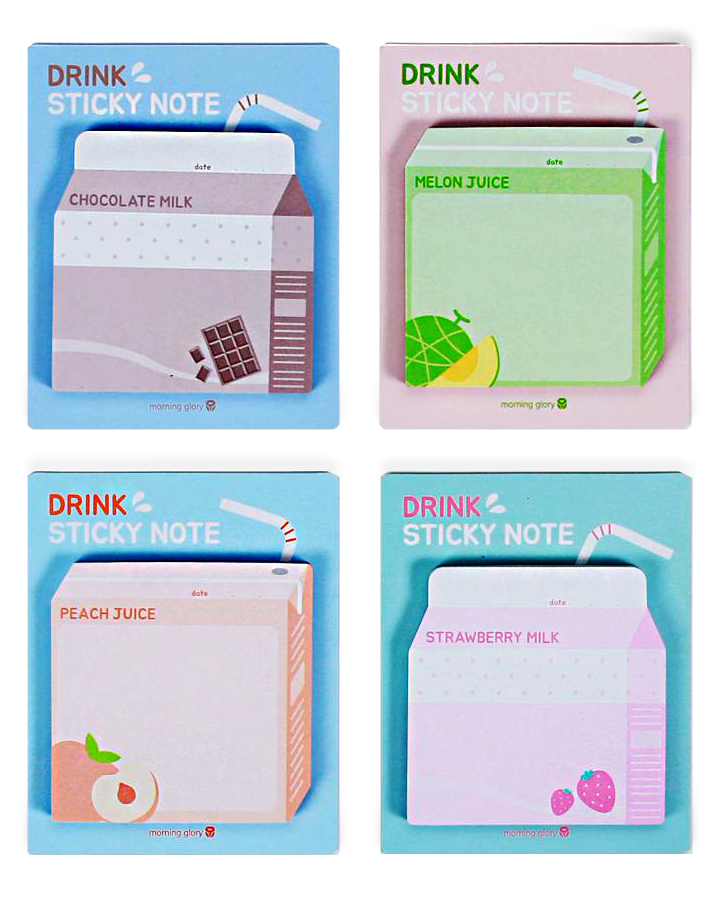 DRINK
STICKY NOTE
date
CHOCOLATE MILK
morning glory
DRINK
STICKY NOTE
date
MELON JUICE
morning glory
DRINK
STICKY NOTE
date
PEACH JUICE
morning glory
DRINK
STICKY NOTE
date
STRAWBERRY MILK
morning glory